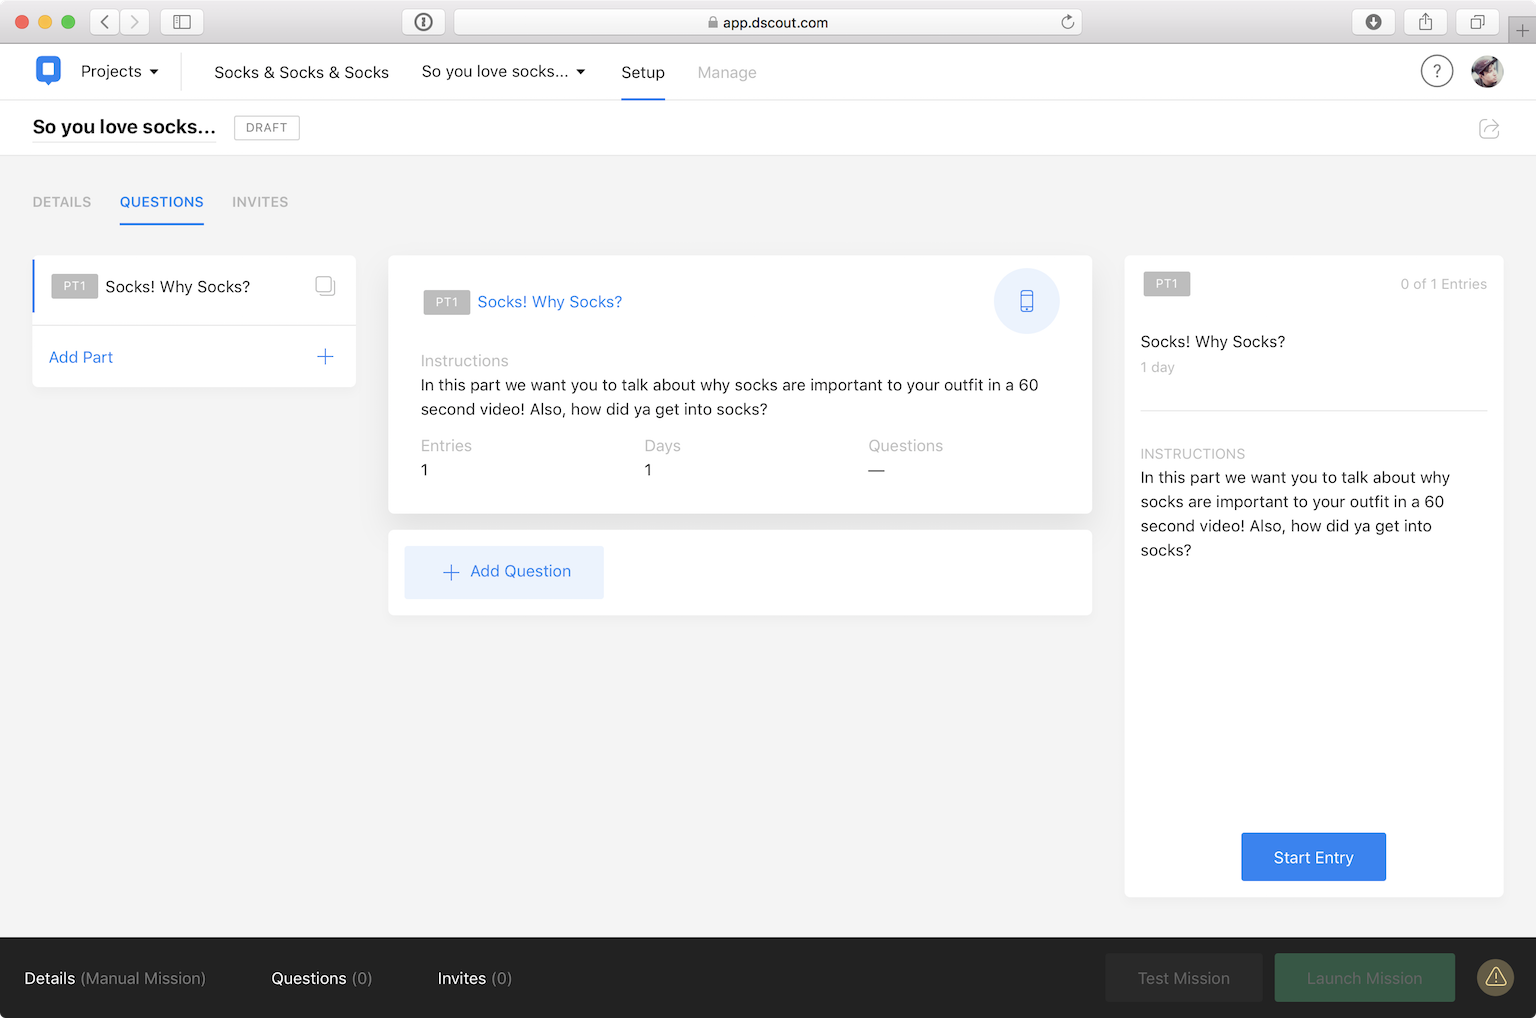 app.dscout.com
Projects
Socks & Socks & Socks
So you love socks...
Setup
Manage
?
So you love socks...
DRAFT
DETAILS
QUESTIONS
INVITES
PT1 Socks! Why Socks?
Add Part
PT1 Socks! Why Socks?
Instructions
In this part we want you to talk about why socks are important to your outfit in a 60
second video! Also, how did ya get into socks?
Entries
1
Days
1
Questions
—
Add Question
PT1
0 of 1 Entries
Socks! Why Socks?
1 day
INSTRUCTIONS
In this part we want you to talk about why
socks are important to your outfit in a 60
second video! Also, how did ya get into
socks?
Start Entry
Details (Manual Mission)
Questions (0)
Invites (0)
Test Mission
Launch Mission